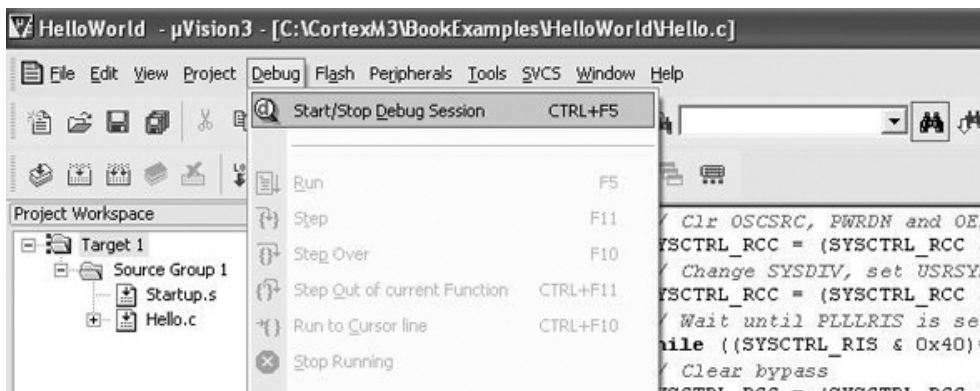 HelloWorld - µVision3 - [C:\CortexM3\BookExamples\HelloWorld\Hello.c]
File Edit View Project Debug Flash Peripherals Tools SVCS Window Help
Start/Stop Debug Session CTRL+F5
Run F5
Step F11
Step Over F10
Step Out of current Function CTRL+F11
Run to Cursor line CTRL+F10
Stop Running
Project Workspace
Target 1
Source Group 1
Startup.s
Hello.c
/ Clr OSCSRC, PWRDN and OE
YSCTRL_RCC = (SYSCTRL_RCC
/ Change SYSDIV, set USRSY
YSCTRL_RCC = (SYSCTRL_RCC
/ Wait until PLLLRIS is se
hile ((SYSCTRL_RIS & 0x40)=
/ Clear bypass